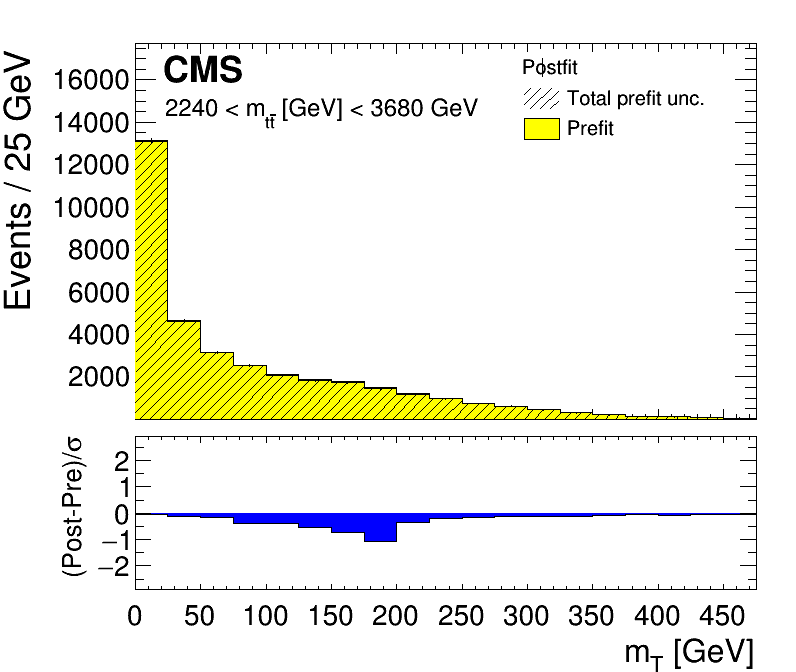 CMS
2240 < m_tt̄ [GeV] < 3680 GeV
Postfit
Total prefit unc.
Prefit
Events / 25 GeV
16000
14000
12000
10000
8000
6000
4000
2000
(Post-Pre)/σ
2
1
0
−1
−2
0 50 100 150 200 250 300 350 400 450
m_T [GeV]